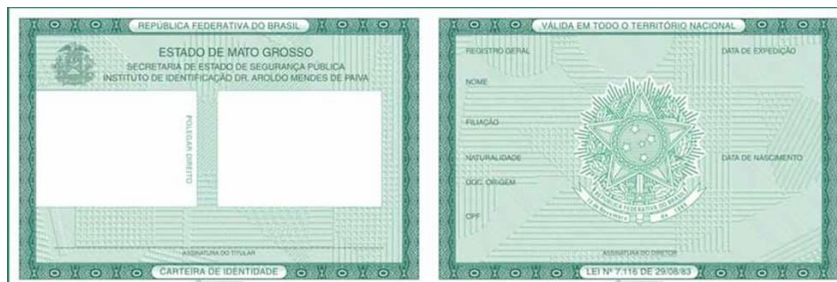 REPÚBLICA FEDERATIVA DO BRASIL
ESTADO DE MATO GROSSO
SECRETARIA DE ESTADO DE SEGURANÇA PÚBLICA
INSTITUTO DE IDENTIFICAÇÃO DR. AROLDO MENDES DE PAIVA
POLEGAR DIREITO
ASSINATURA DO TITULAR
CARTEIRA DE IDENTIDADE
VÁLIDA EM TODO O TERRITÓRIO NACIONAL
REGISTRO GERAL DATA DE EXPEDIÇÃO
NOME
FILIAÇÃO
NATURALIDADE DATA DE NASCIMENTO
DOC. ORIGEM
CPF
ASSINATURA DO DIRETOR
LEI Nº 7.116 DE 29/08/83